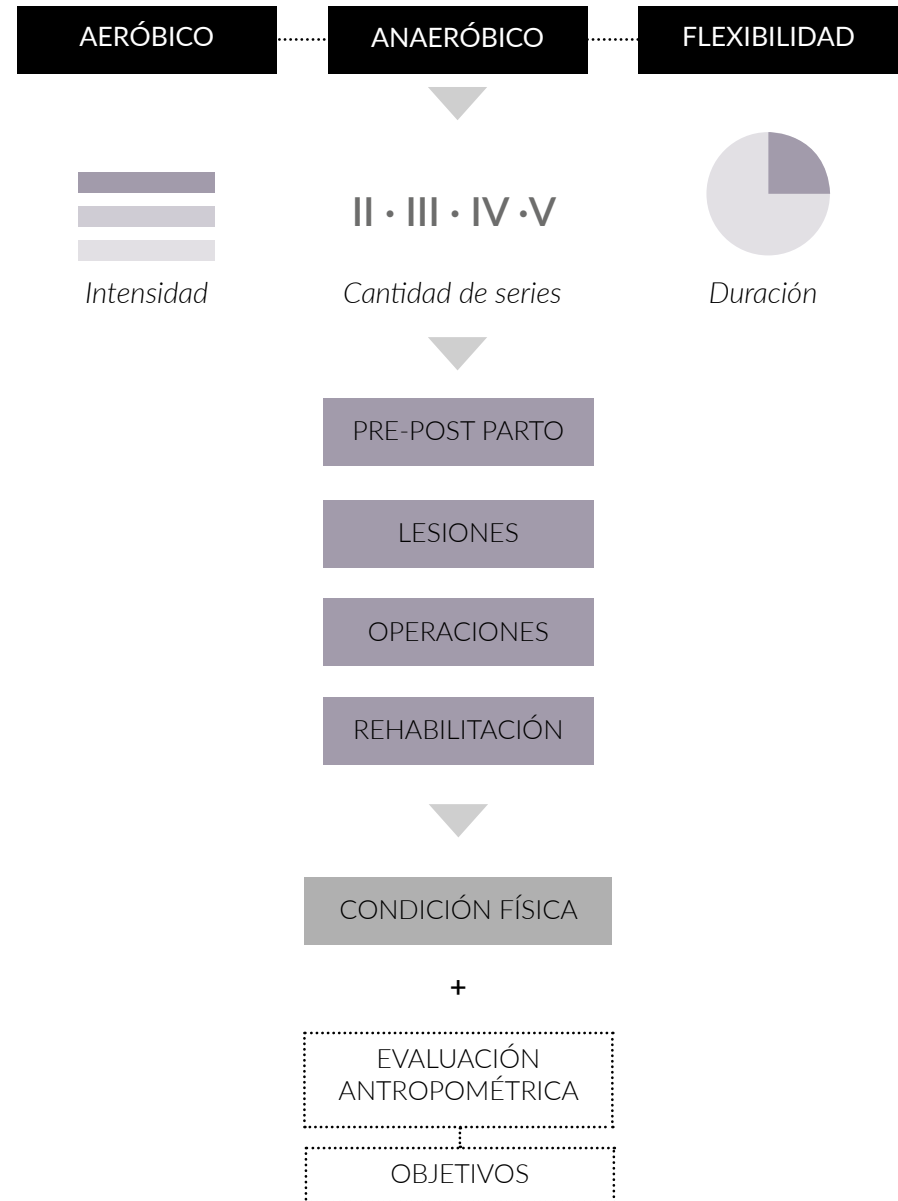 AERÓBICO
ANAERÓBICO
FLEXIBILIDAD
II · III · IV ·V
Intensidad
Cantidad de series
Duración
PRE-POST PARTO
LESIONES
OPERACIONES
REHABILITACIÓN
CONDICIÓN FÍSICA
+
EVALUACIÓN
ANTROPOMÉTRICA
OBJETIVOS